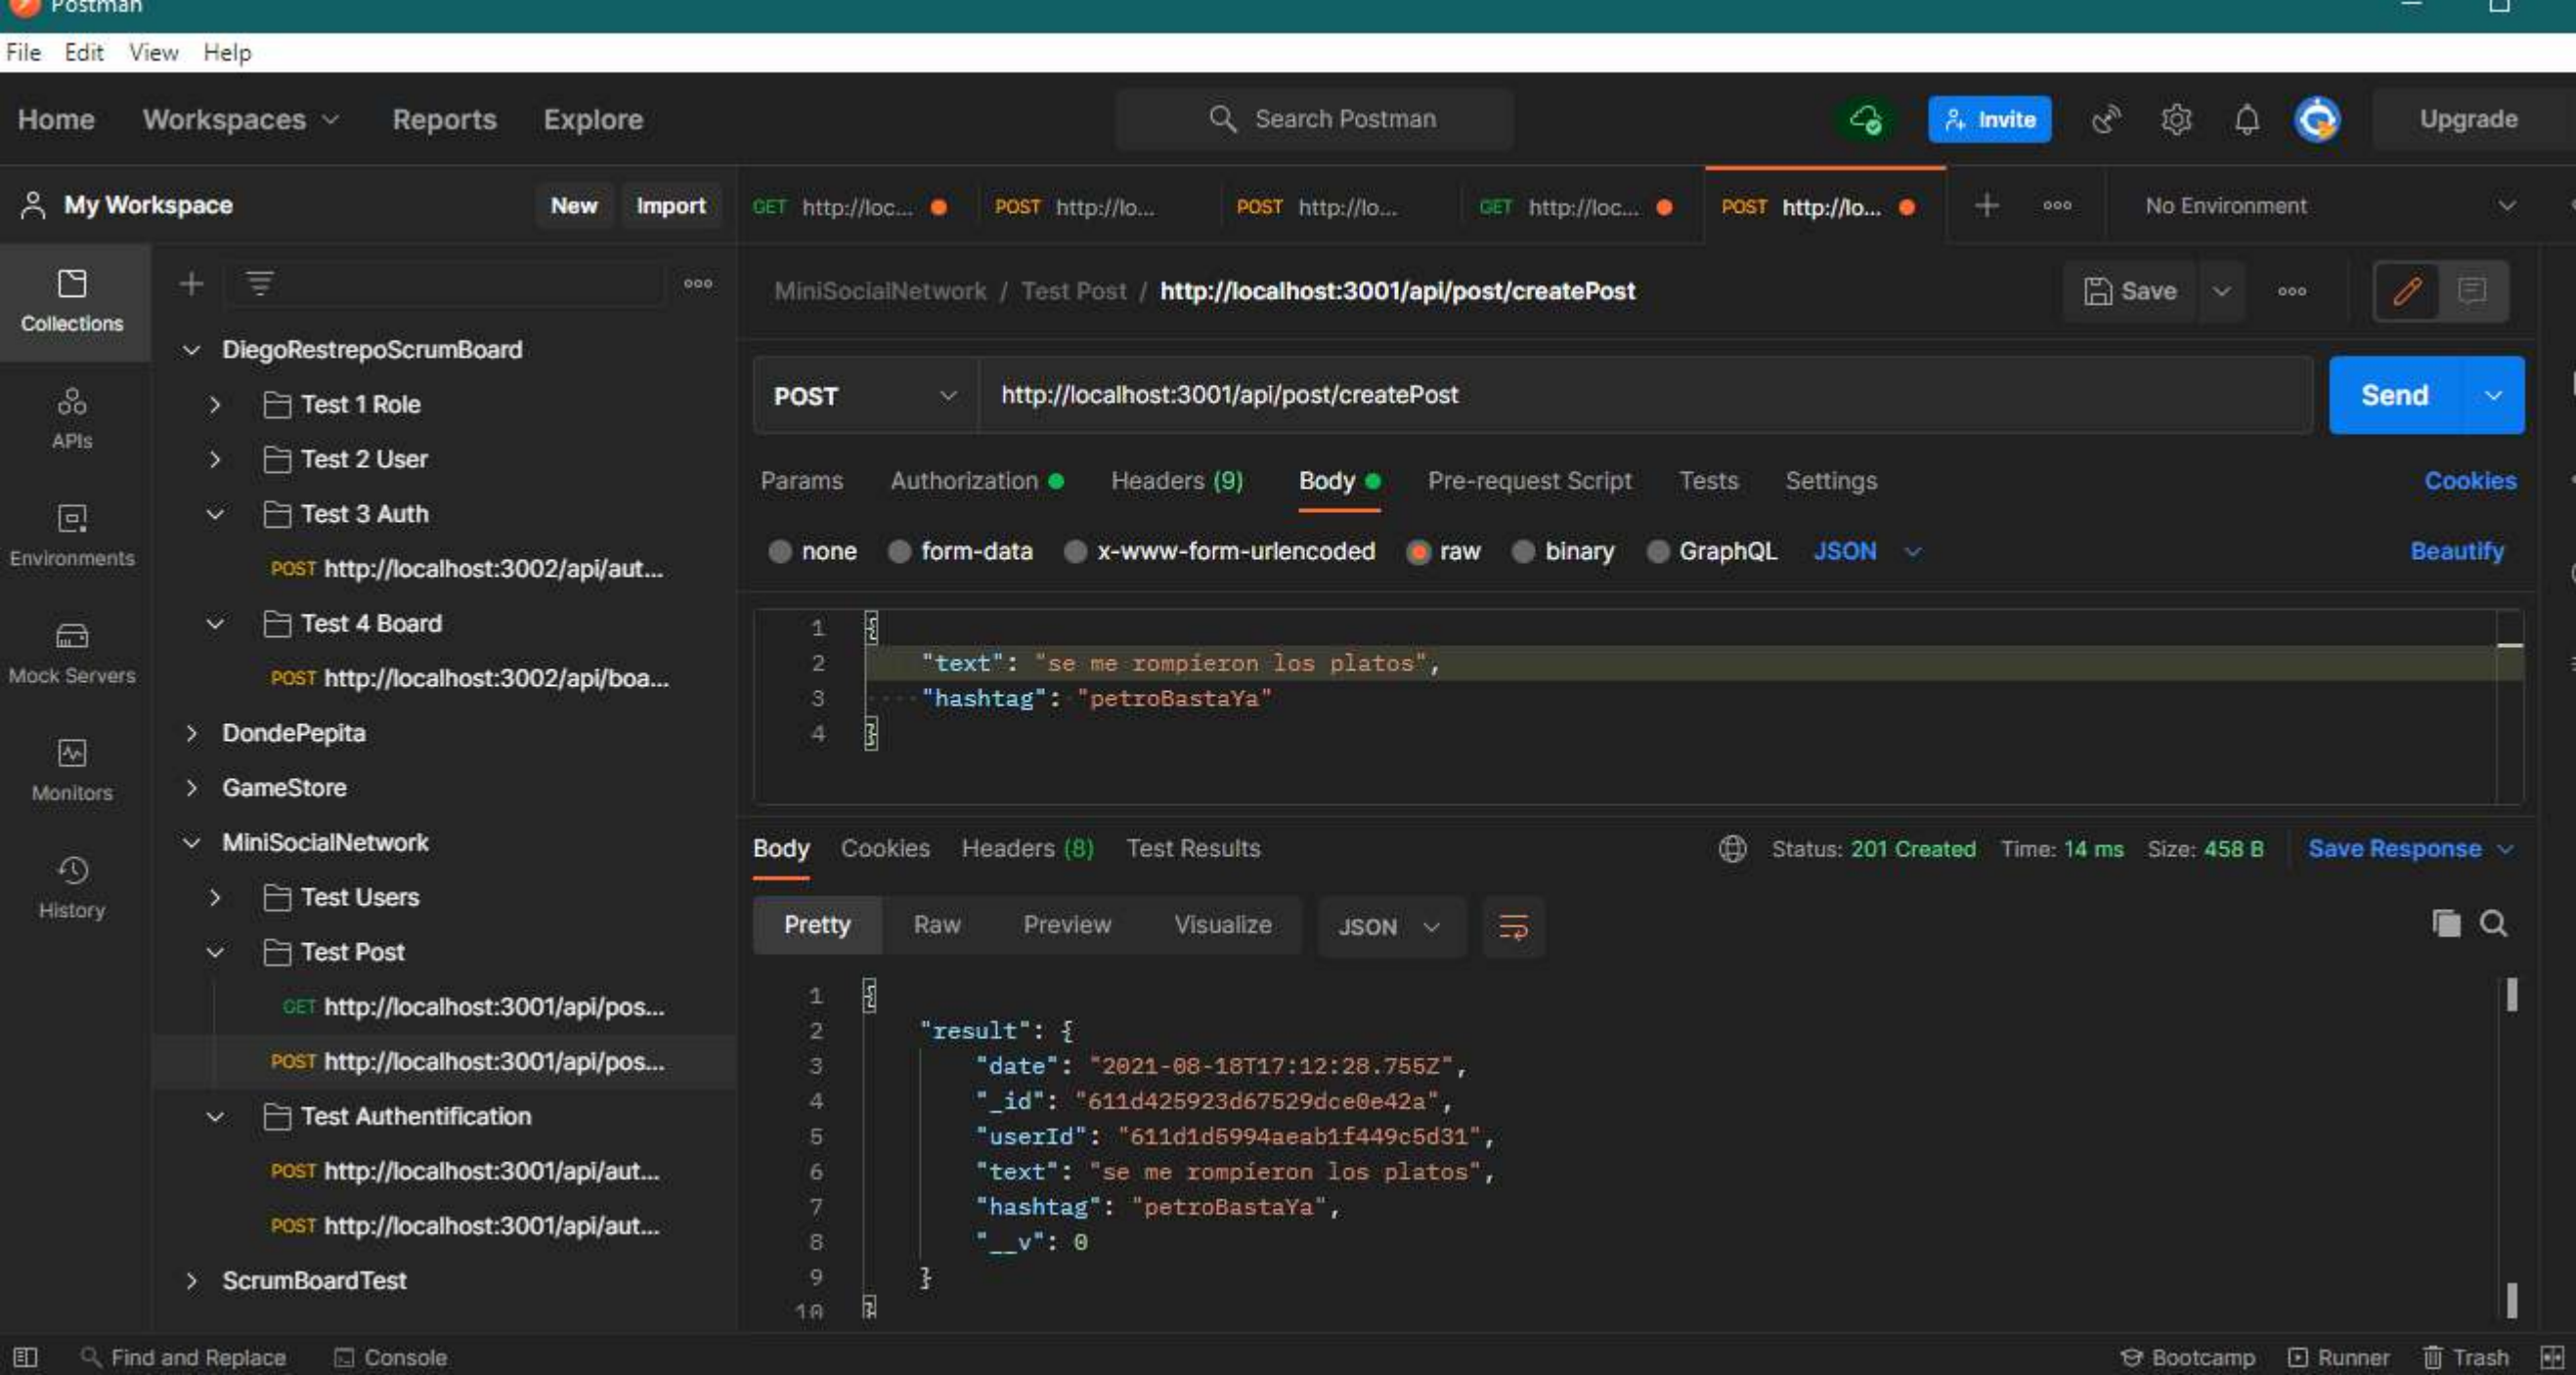 Postman
File Edit View Help
Home Workspaces Reports Explore Search Postman Invite Upgrade
My Workspace New Import
GET http://loc... POST http://lo... POST http://lo... GET http://loc... POST http://lo... No Environment
Collections
APIs
Environments
Mock Servers
Monitors
History
DiegoRestrepoScrumBoard
Test 1 Role
Test 2 User
Test 3 Auth
POST http://localhost:3002/api/aut...
Test 4 Board
POST http://localhost:3002/api/boa...
DondePepita
GameStore
MiniSocialNetwork
Test Users
Test Post
GET http://localhost:3001/api/pos...
POST http://localhost:3001/api/pos...
Test Authentification
POST http://localhost:3001/api/aut...
POST http://localhost:3001/api/aut...
ScrumBoardTest
MiniSocialNetwork / Test Post / http://localhost:3001/api/post/createPost Save
POST http://localhost:3001/api/post/createPost Send
Params Authorization Headers (9) Body Pre-request Script Tests Settings Cookies
none form-data x-www-form-urlencoded raw binary GraphQL JSON Beautify
1 {
2 "text": "se me rompieron los platos",
3 "hashtag": "petroBastaYa"
4 }
Body Cookies Headers (8) Test Results Status: 201 Created Time: 14 ms Size: 458 B Save Response
Pretty Raw Preview Visualize JSON
1 {
2 "result": {
3 "date": "2021-08-18T17:12:28.755Z",
4 "_id": "611d425923d67529dce0e42a",
5 "userId": "611d1d5994aeab1f449c5d31",
6 "text": "se me rompieron los platos",
7 "hashtag": "petroBastaYa",
8 "__v": 0
9 }
10 }
Find and Replace Console Bootcamp Runner Trash